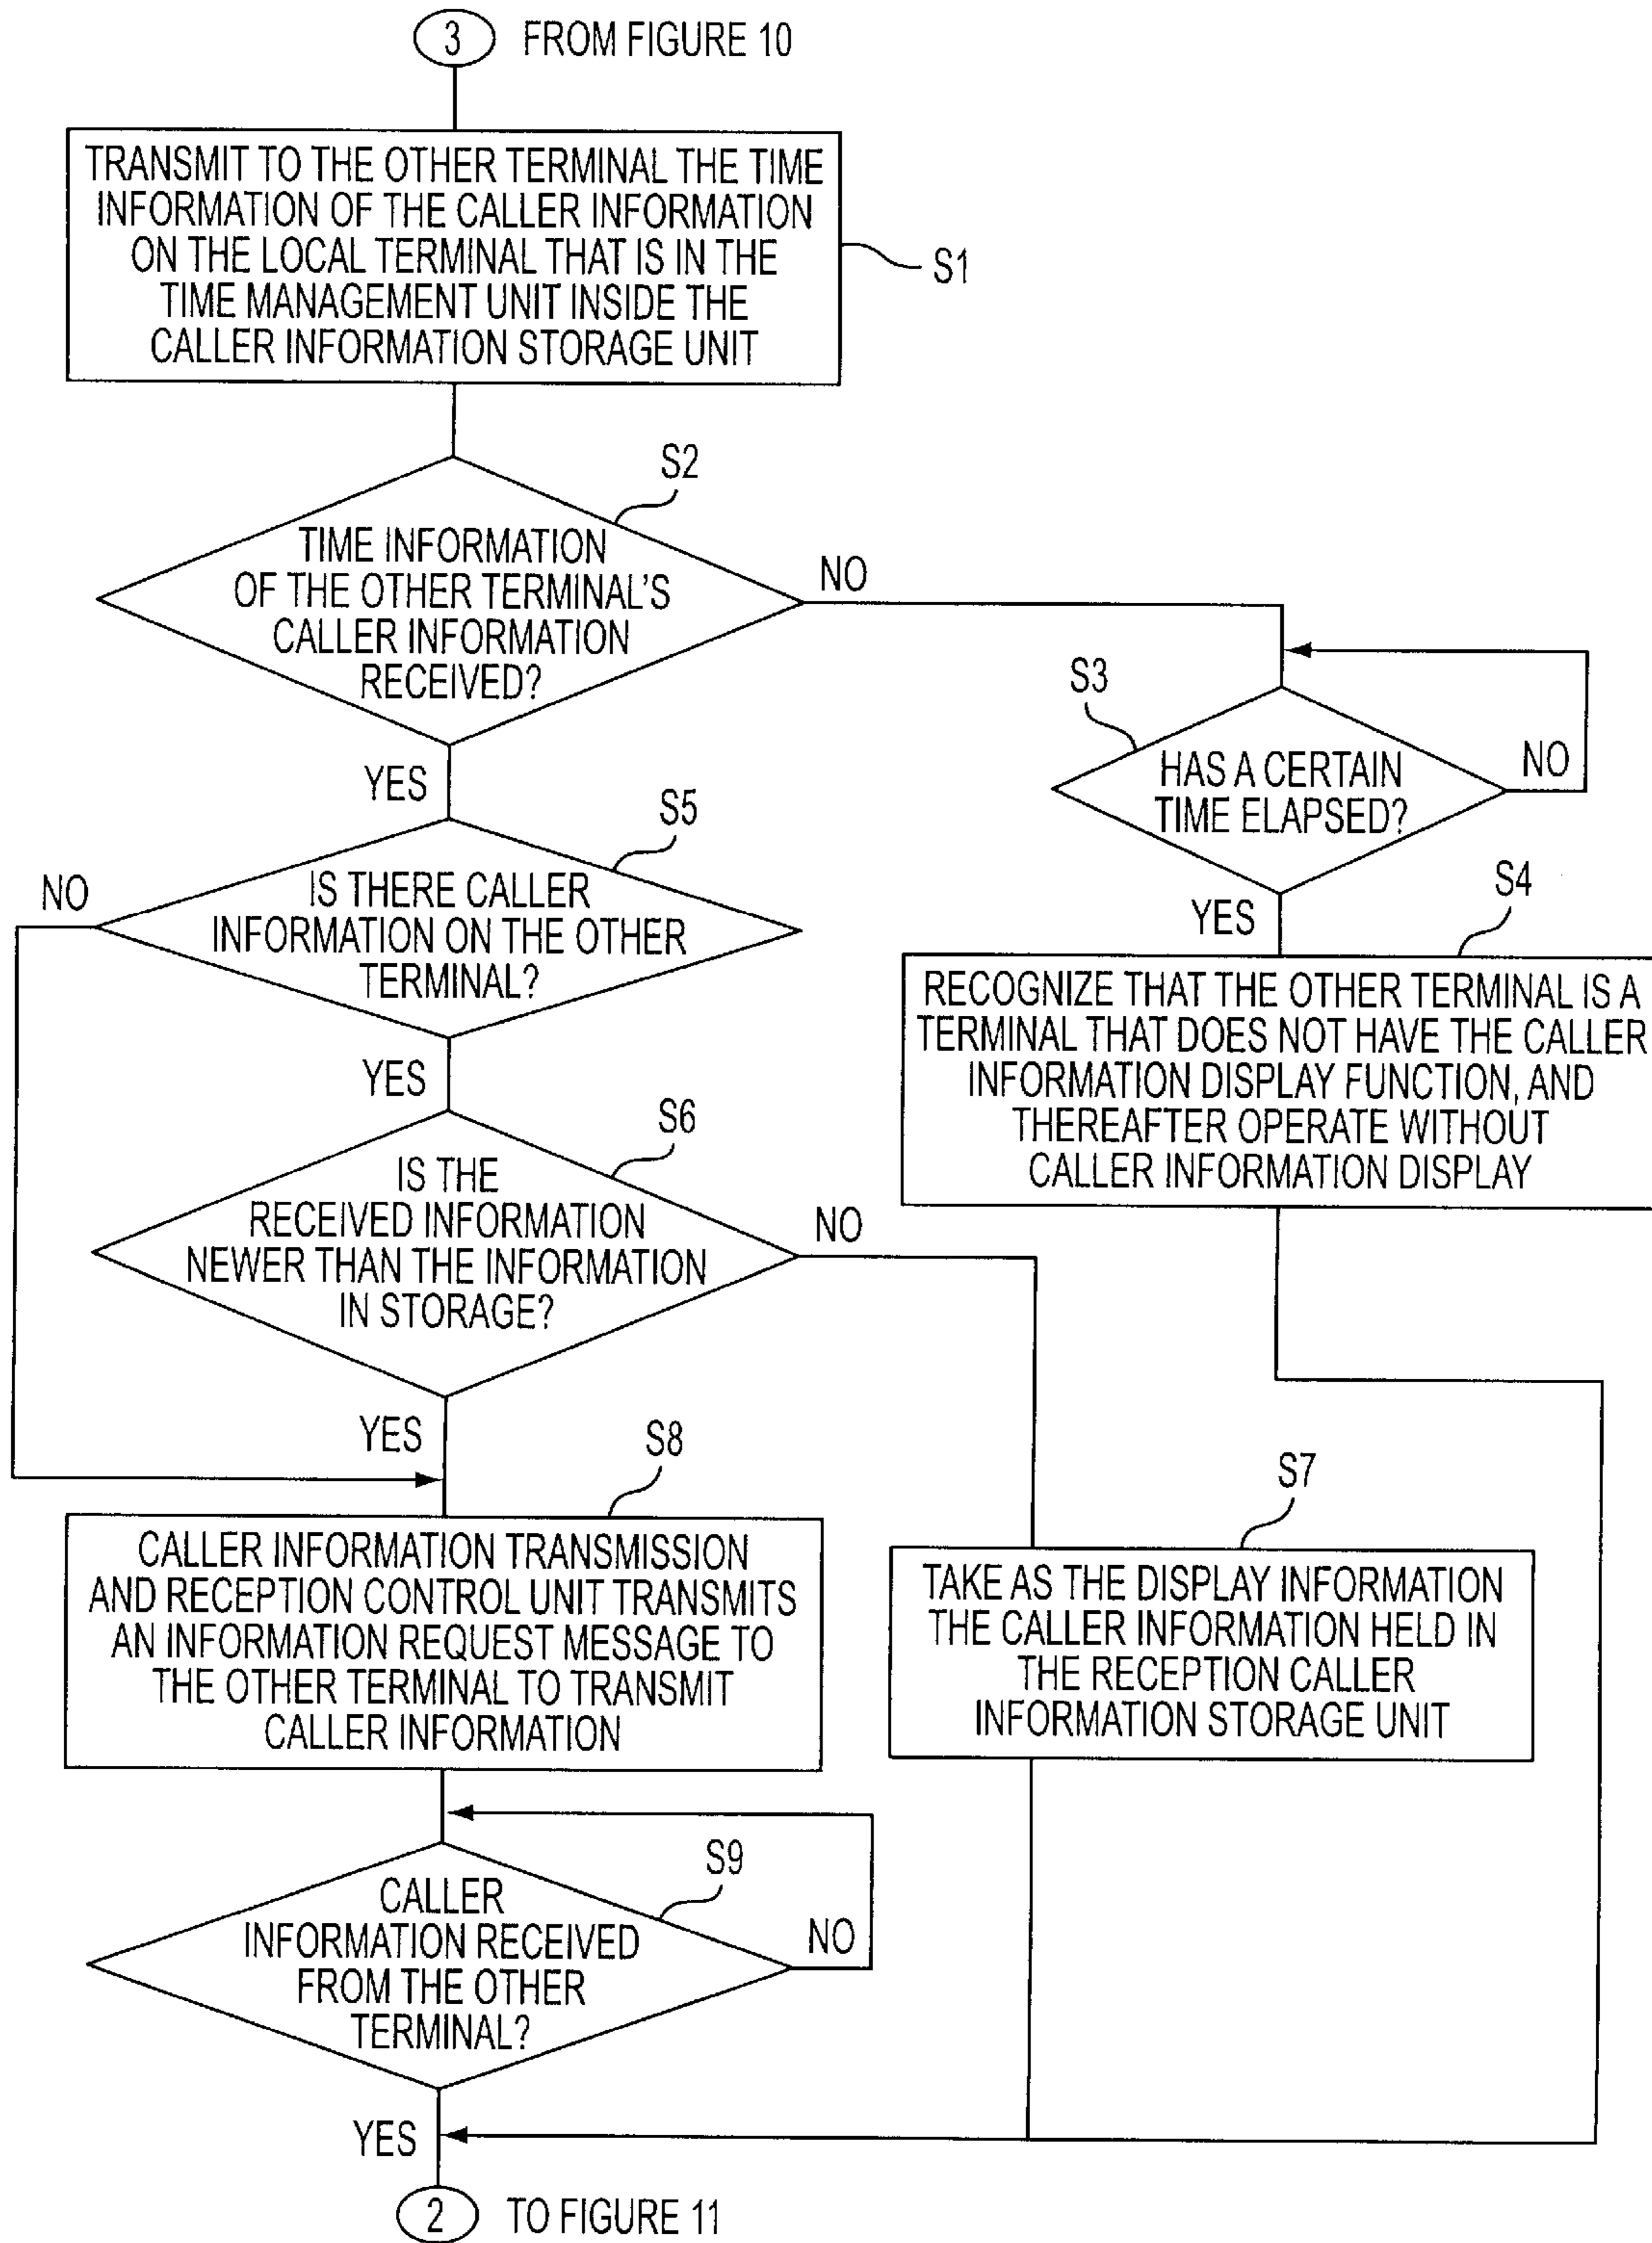 3 FROM FIGURE 10
TRANSMIT TO THE OTHER TERMINAL THE TIME
INFORMATION OF THE CALLER INFORMATION
ON THE LOCAL TERMINAL THAT IS IN THE
TIME MANAGEMENT UNIT INSIDE THE
CALLER INFORMATION STORAGE UNIT
S1
S2
TIME INFORMATION
OF THE OTHER TERMINAL'S
CALLER INFORMATION
RECEIVED?
NO
YES
S3
HAS A CERTAIN
TIME ELAPSED?
NO
YES
S4
RECOGNIZE THAT THE OTHER TERMINAL IS A
TERMINAL THAT DOES NOT HAVE THE CALLER
INFORMATION DISPLAY FUNCTION, AND
THEREAFTER OPERATE WITHOUT
CALLER INFORMATION DISPLAY
S5
IS THERE CALLER
INFORMATION ON THE OTHER
TERMINAL?
NO
YES
S6
IS THE
RECEIVED INFORMATION
NEWER THAN THE INFORMATION
IN STORAGE?
NO
YES
S7
TAKE AS THE DISPLAY INFORMATION
THE CALLER INFORMATION HELD IN
THE RECEPTION CALLER
INFORMATION STORAGE UNIT
S8
CALLER INFORMATION TRANSMISSION
AND RECEPTION CONTROL UNIT TRANSMITS
AN INFORMATION REQUEST MESSAGE TO
THE OTHER TERMINAL TO TRANSMIT
CALLER INFORMATION
S9
CALLER
INFORMATION RECEIVED
FROM THE OTHER
TERMINAL?
NO
YES
2 TO FIGURE 11